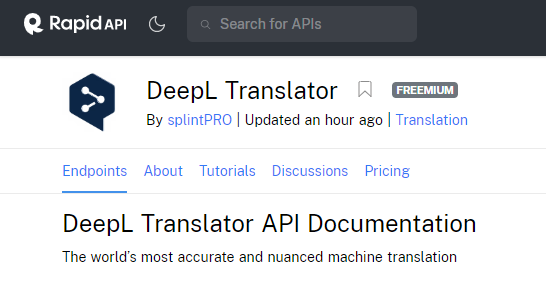 Rapid API
Search for APIs
DeepL Translator
FREEMIUM
By splintPRO | Updated an hour ago | Translation
Endpoints About Tutorials Discussions Pricing
DeepL Translator API Documentation
The world's most accurate and nuanced machine translation